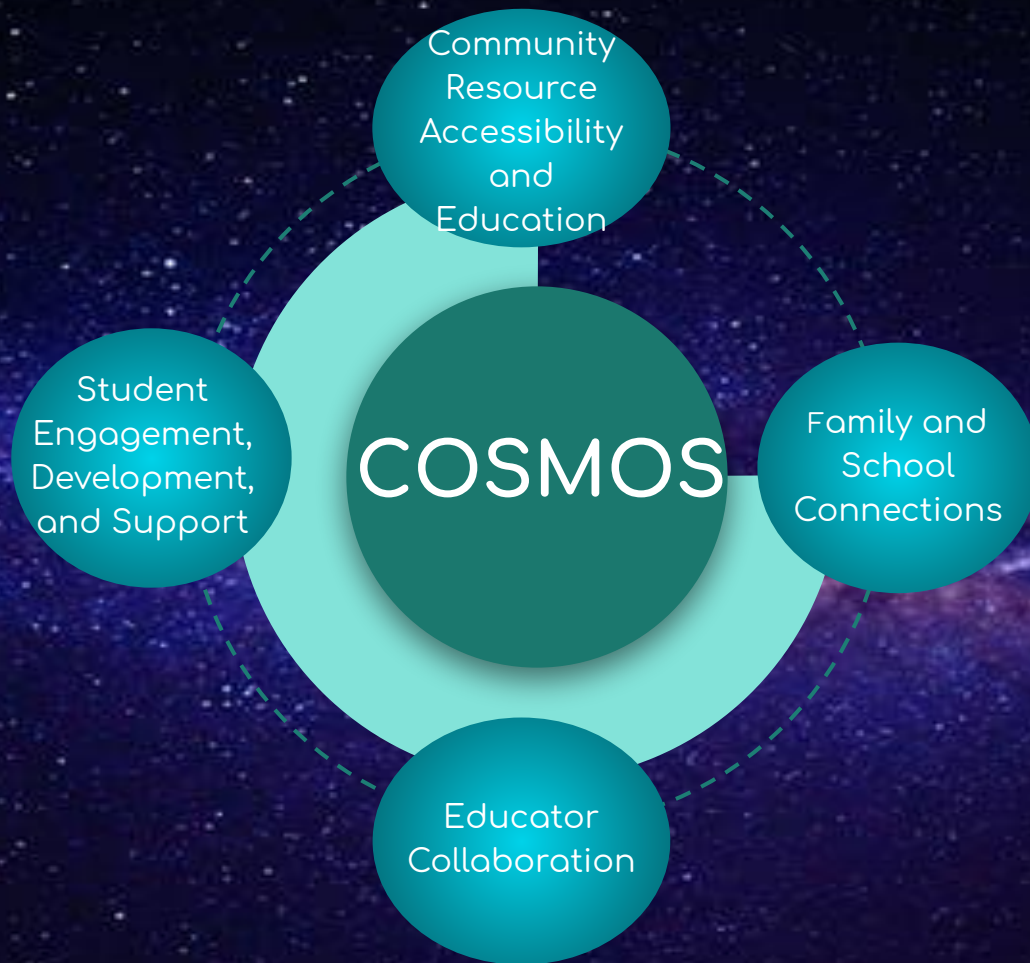 Community
Resource
Accessibility
and
Education
Student
Engagement,
Development,
and Support
COSMOS
Family and
School
Connections
Educator
Collaboration